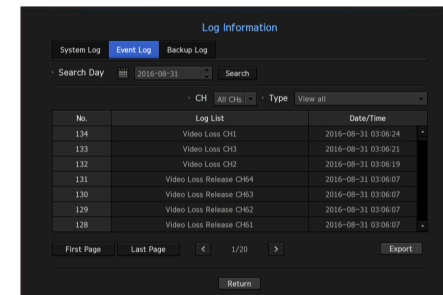 Log Information
System Log Event Log Backup Log
· Search Day 2016-08-31 Search
· CH All CHs · Type View all
No. Log List Date/Time
134 Video Loss CH1 2016-08-31 03:06:24
133 Video Loss CH3 2016-08-31 03:06:21
132 Video Loss CH2 2016-08-31 03:06:19
131 Video Loss Release CH64 2016-08-31 03:06:07
130 Video Loss Release CH63 2016-08-31 03:06:07
129 Video Loss Release CH62 2016-08-31 03:06:07
128 Video Loss Release CH61 2016-08-31 03:06:07
First Page Last Page < 1/20 > Export
Return